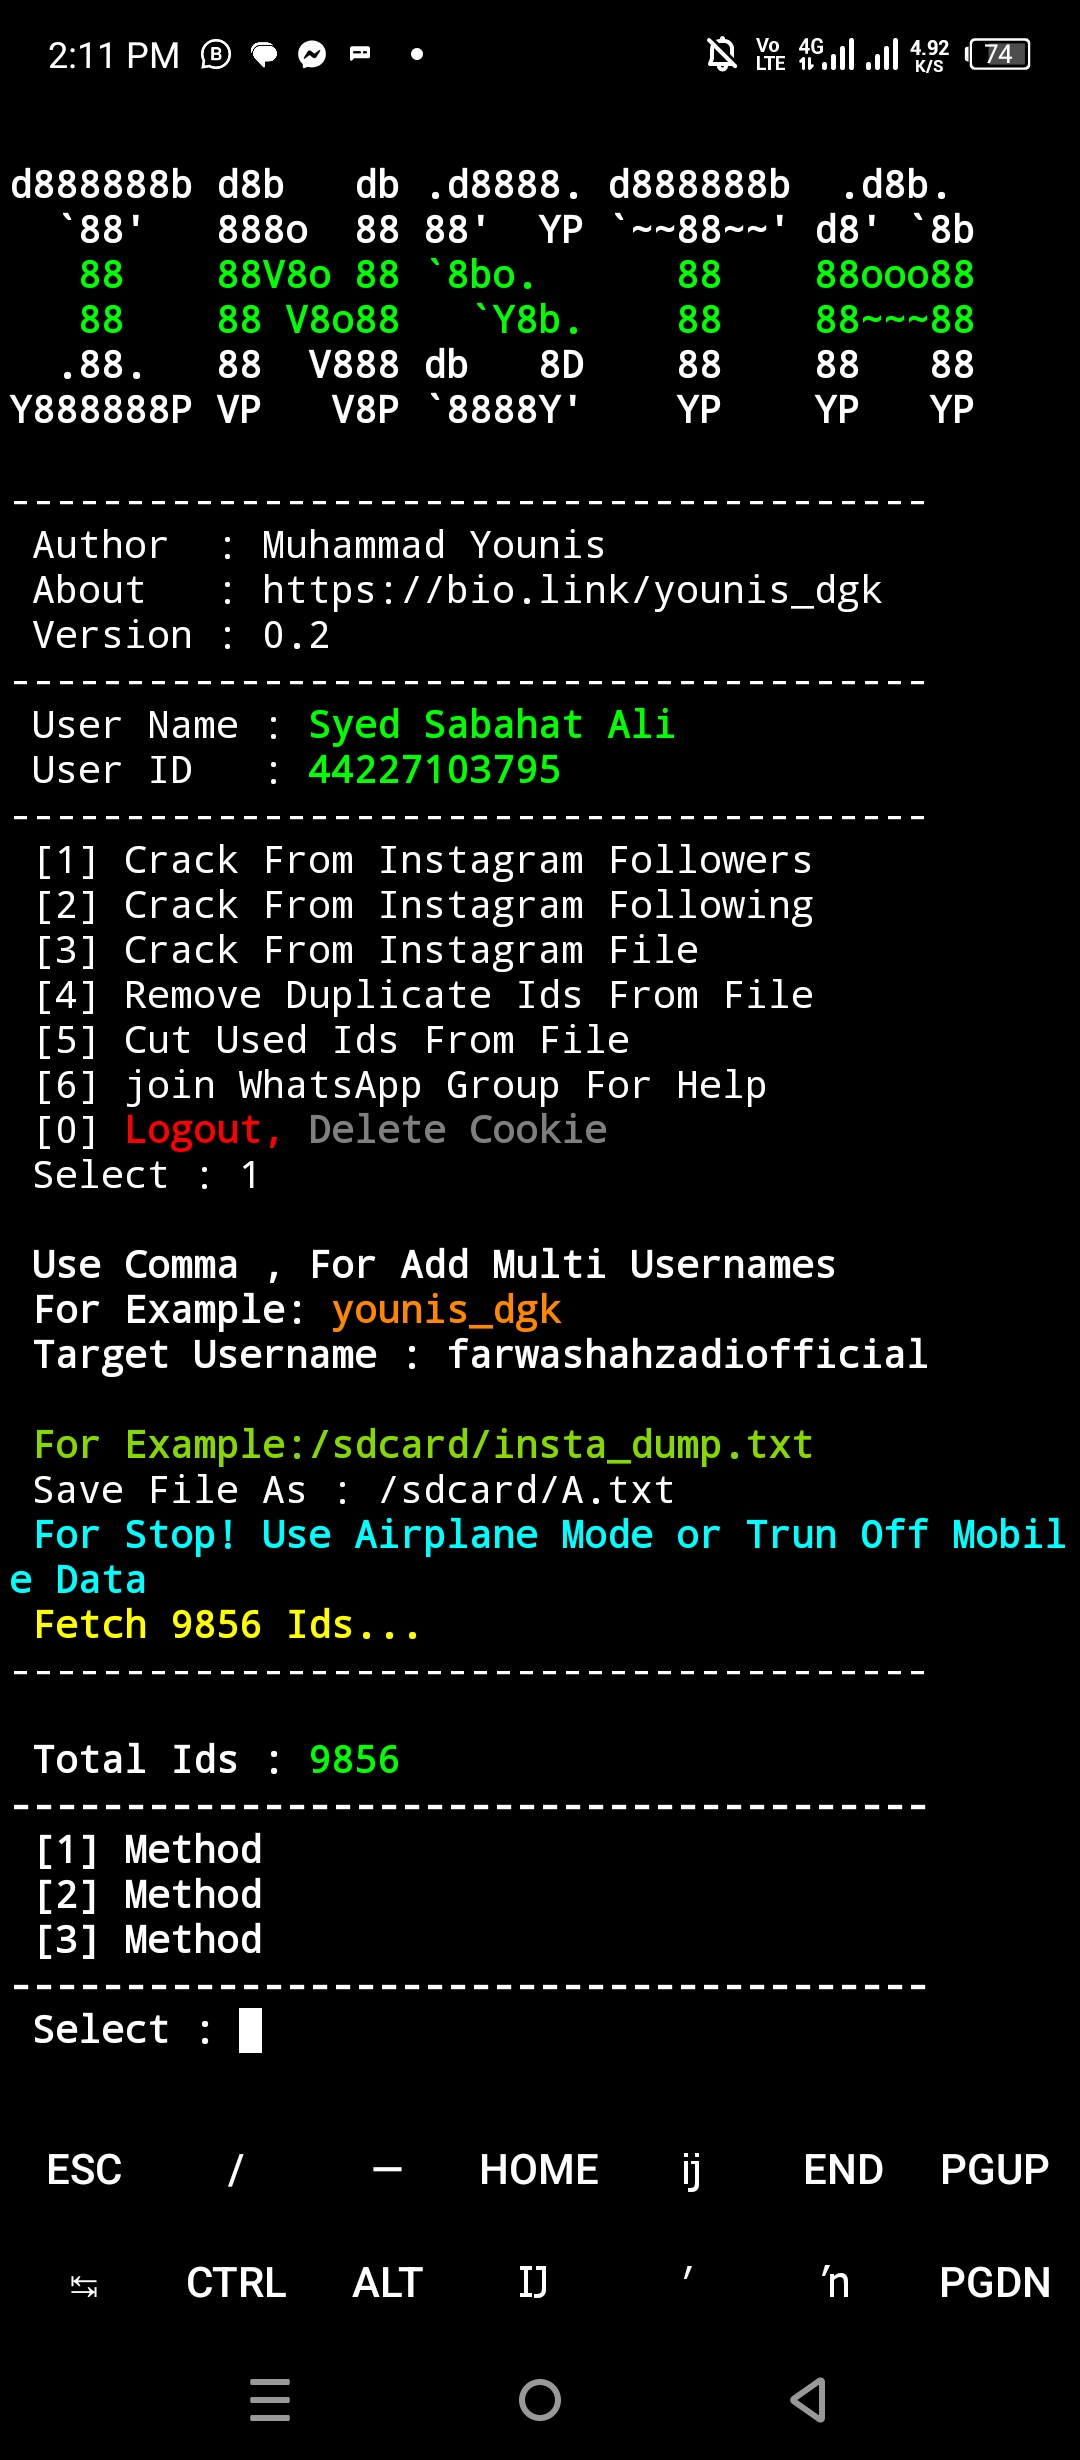 2:11 PM
Vo LTE 4G 4.92 K/S 74
d888888b d8b   db .d8888. d888888b  .d8b.
  `88'   888o  88 88'  YP `~~88~~' d8' `8b
   88    88V8o 88 `8bo.      88    88ooo88
   88    88 V8o88   `Y8b.    88    88~~~88
  .88.   88  V888 db   8D    88    88   88
Y888888P VP   V8P `8888Y'    YP    YP   YP
----------------------------------------
Author  : Muhammad Younis
About   : https://bio.link/younis_dgk
Version : 0.2
----------------------------------------
User Name : Syed Sabahat Ali
User ID   : 44227103795
----------------------------------------
[1] Crack From Instagram Followers
[2] Crack From Instagram Following
[3] Crack From Instagram File
[4] Remove Duplicate Ids From File
[5] Cut Used Ids From File
[6] join WhatsApp Group For Help
[0] Logout, Delete Cookie
Select : 1
Use Comma , For Add Multi Usernames
For Example: younis_dgk
Target Username : farwashahzadiofficial
For Example:/sdcard/insta_dump.txt
Save File As : /sdcard/A.txt
For Stop! Use Airplane Mode or Trun Off Mobil
e Data
Fetch 9856 Ids...
----------------------------------------
Total Ids : 9856
----------------------------------------
[1] Method
[2] Method
[3] Method
----------------------------------------
Select :
ESC / — HOME ĳ END PGUP
↹ CTRL ALT Ĳ ′ ŉ PGDN